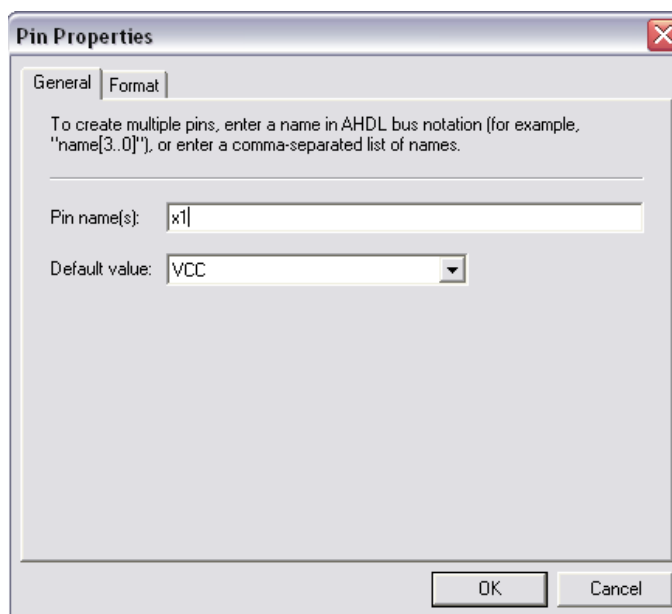 Pin Properties
General Format
To create multiple pins, enter a name in AHDL bus notation (for example,
"name[3..0]"), or enter a comma-separated list of names.
Pin name(s): x1
Default value: VCC
OK Cancel